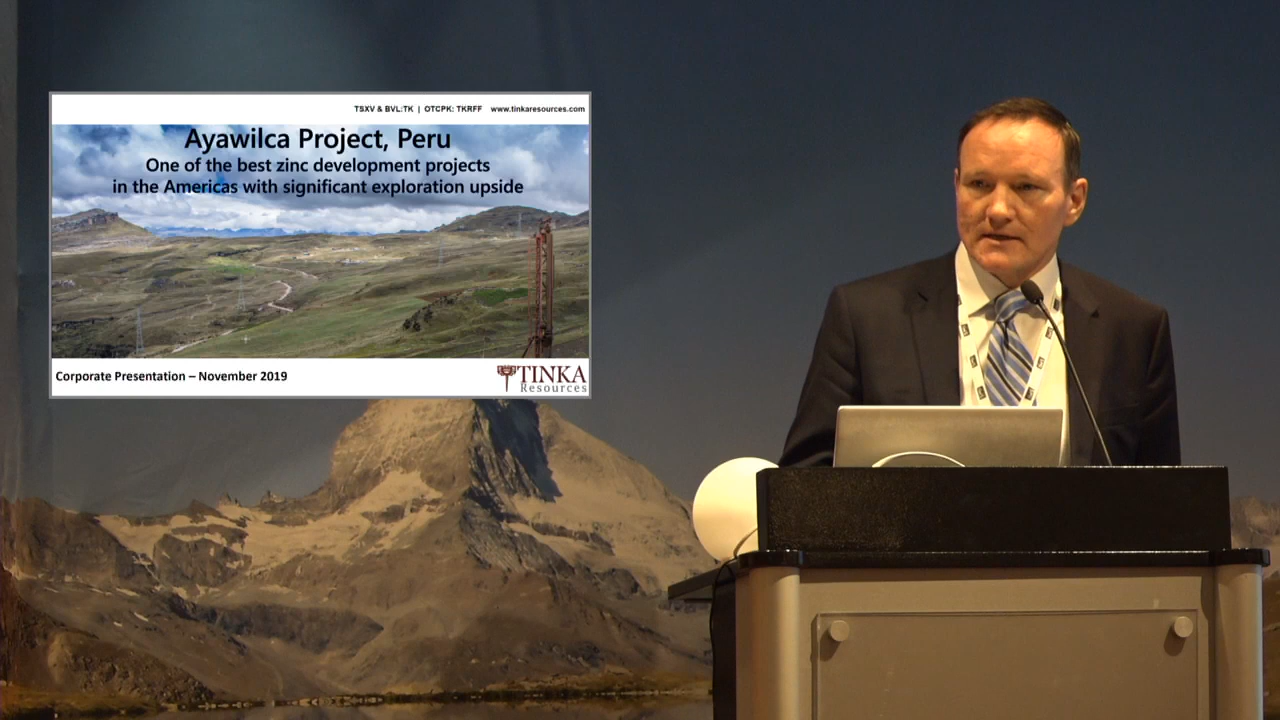 TSXV & BVL:TK | OTCPK: TKRFF www.tinkaresources.com
Ayawilca Project, Peru
One of the best zinc development projects
in the Americas with significant exploration upside
Corporate Presentation – November 2019
TINKA
Resources